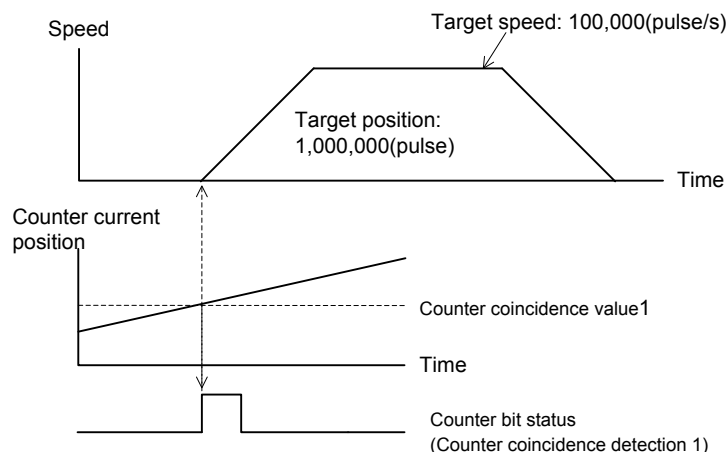 Target speed: 100,000(pulse/s)
Speed
Target position:
1,000,000(pulse)
Time
Counter current
position
Counter coincidence value1
Time
Counter bit status
(Counter coincidence detection 1)